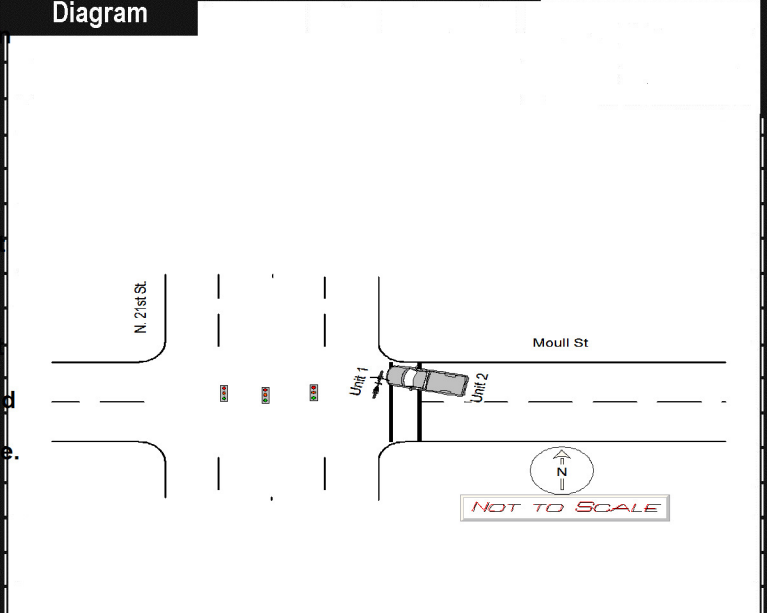 Diagram
N. 21st St.
Moull St
Unit 1
Unit 2
d
e.
N
NOT TO SCALE